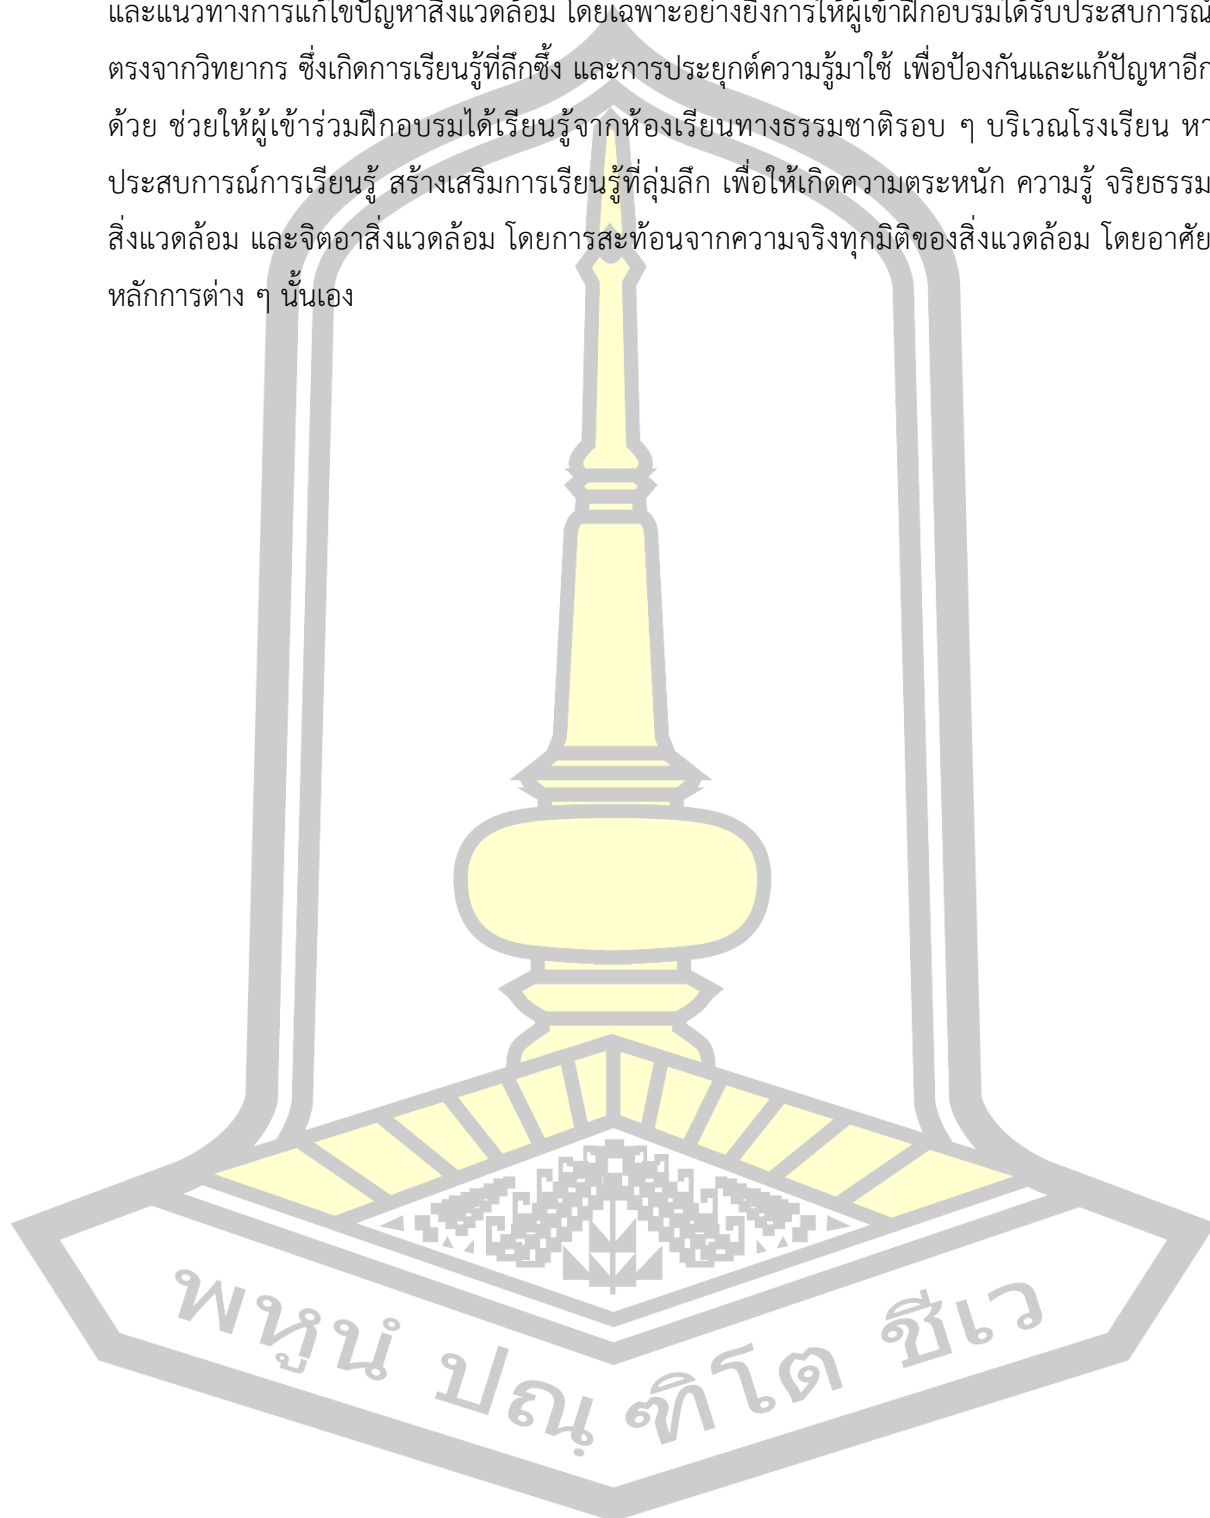 และแนวทางการแก้ไขปัญหาสิ่งแวดล้อม โดยเฉพาะอย่างยิ่งการให้ผู้เข้าฝึกอบรมได้รับประสบการณ์
ตรงจากวิทยากร ซึ่งเกิดการเรียนรู้ที่ลึกซึ้ง และการประยุกต์ความรู้มาใช้ เพื่อป้องกันและแก้ปัญหาอีก
ด้วย ช่วยให้ผู้เข้าร่วมฝึกอบรมได้เรียนรู้จากห้องเรียนทางธรรมชาติรอบ ๆ บริเวณโรงเรียน หา
ประสบการณ์การเรียนรู้ สร้างเสริมการเรียนรู้ที่ลุ่มลึก เพื่อให้เกิดความตระหนัก ความรู้ จริยธรรม
สิ่งแวดล้อม และจิตอาสิ่งแวดล้อม โดยการสะท้อนจากความจริงทุกมิติของสิ่งแวดล้อม โดยอาศัย
หลักการต่าง ๆ นั้นเอง
พหูนํ ปณฺ ฑิโต ชีเว